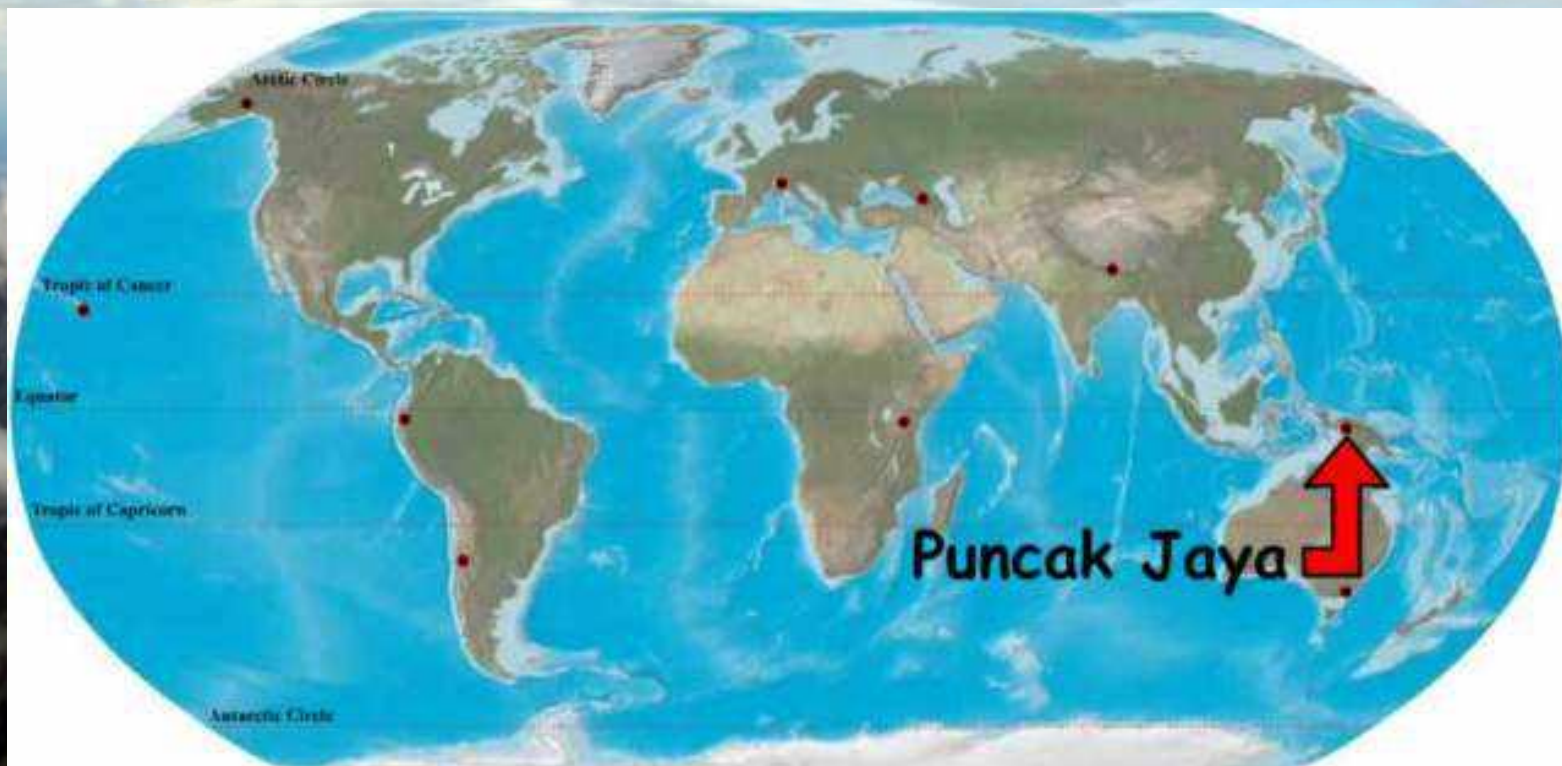 Arctic Circle
Tropic of Cancer
Equator
Tropic of Capricorn
Puncak Jaya
Antarctic Circle